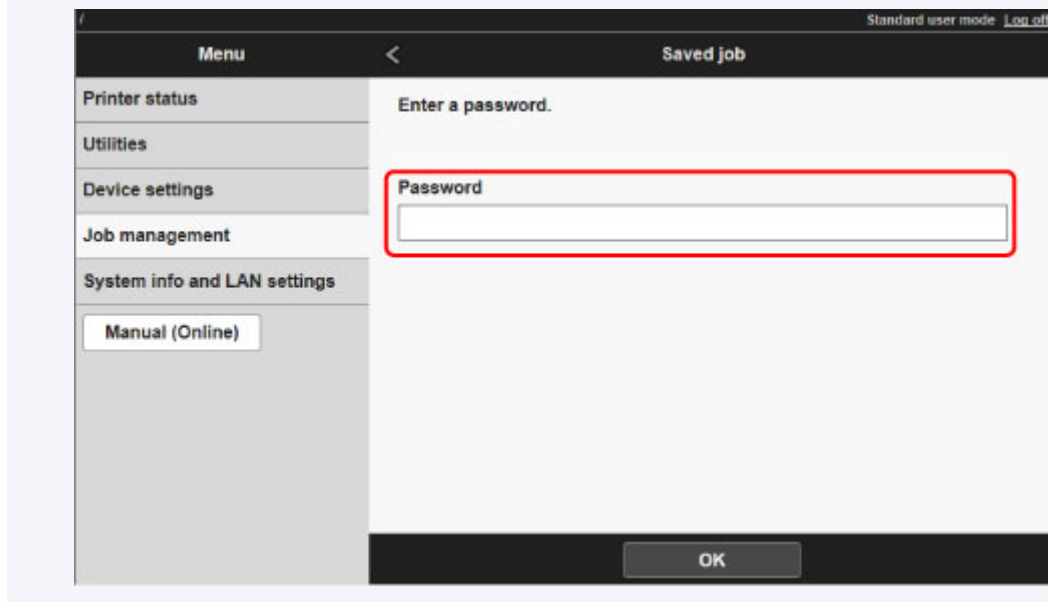 /
Standard user mode Log off
Menu
< Saved job
Printer status
Utilities
Device settings
Job management
System info and LAN settings
Manual (Online)
Enter a password.
Password
OK